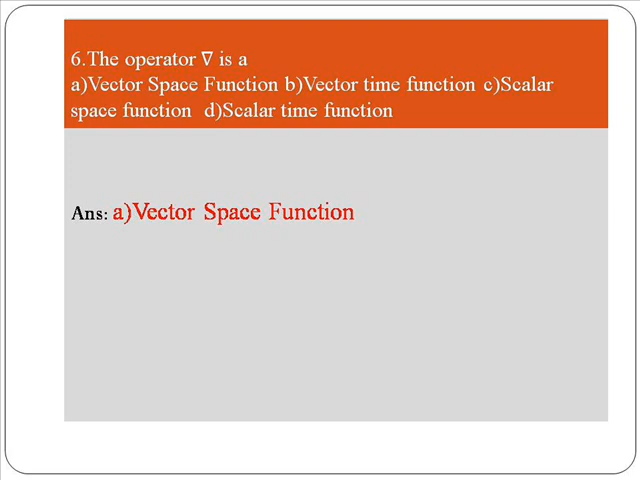 6.The operator ∇ is a
a)Vector Space Function b)Vector time function c)Scalar
space function d)Scalar time function
Ans: a)Vector Space Function